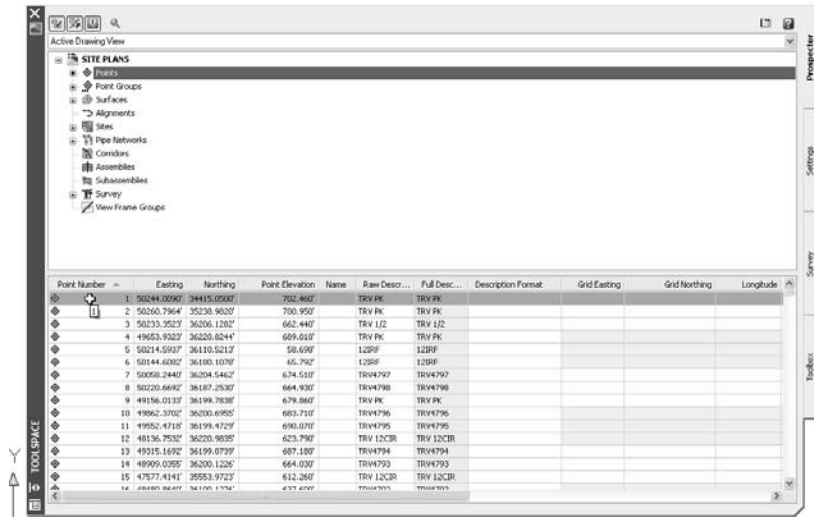 Active Drawing View
SITE PLANS
Points
Point Groups
Surfaces
Alignments
Sites
Pipe Networks
Corridors
Assemblies
Subassemblies
Survey
View Frame Groups
Prospector
Settings
Survey
Toolbox
TOOLSPACE
Y
Point Number Easting Northing Point Elevation Name Raw Descr... Full Desc... Description Format Grid Easting Grid Northing Longitude
1 50244.0090' 34415.0500' 702.460' TRV PK TRV PK
1
2 50260.7964' 35238.9820' 700.950' TRV PK TRV PK
3 50233.3523' 36206.1282' 662.440' TRV 1/2 TRV 1/2
4 49653.9323' 36220.8244' 689.010' TRV PK TRV PK
5 50214.5937' 36110.5213' 58.698' 12IRF 12IRF
6 50144.6082' 36180.1078' 65.792' 12IRF 12IRF
7 50058.2440' 36204.5462' 674.510' TRV4797 TRV4797
8 50220.6692' 36187.2530' 664.930' TRV4798 TRV4798
9 49156.0133' 36199.7838' 679.860' TRV PK TRV PK
10 49862.3702' 36200.6955' 683.710' TRV4796 TRV4796
11 49552.4718' 36199.4729' 690.070' TRV4795 TRV4795
12 48136.7532' 36220.9835' 623.790' TRV 12CIR TRV 12CIR
13 49315.1692' 36199.0739' 687.180' TRV4794 TRV4794
14 48909.0355' 36200.1226' 664.030' TRV4793 TRV4793
15 47577.4141' 35553.9723' 612.260' TRV 12CIR TRV 12CIR